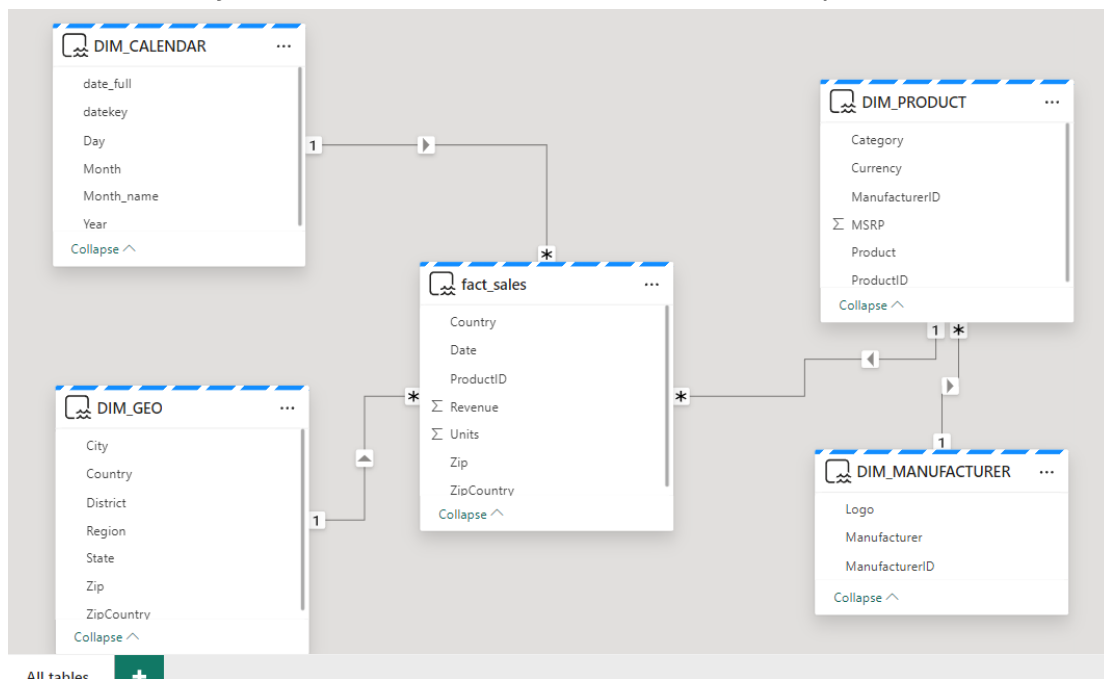 DIM_CALENDAR
date_full
datekey
Day
Month
Month_name
Year
Collapse
1
*
DIM_PRODUCT
Category
Currency
ManufacturerID
Σ MSRP
Product
ProductID
Collapse
1 *
fact_sales
Country
Date
ProductID
Σ Revenue
Σ Units
Zip
ZipCountry
Collapse
*
*
DIM_GEO
City
Country
District
Region
State
Zip
ZipCountry
Collapse
1
1
DIM_MANUFACTURER
Logo
Manufacturer
ManufacturerID
Collapse
All tables
+